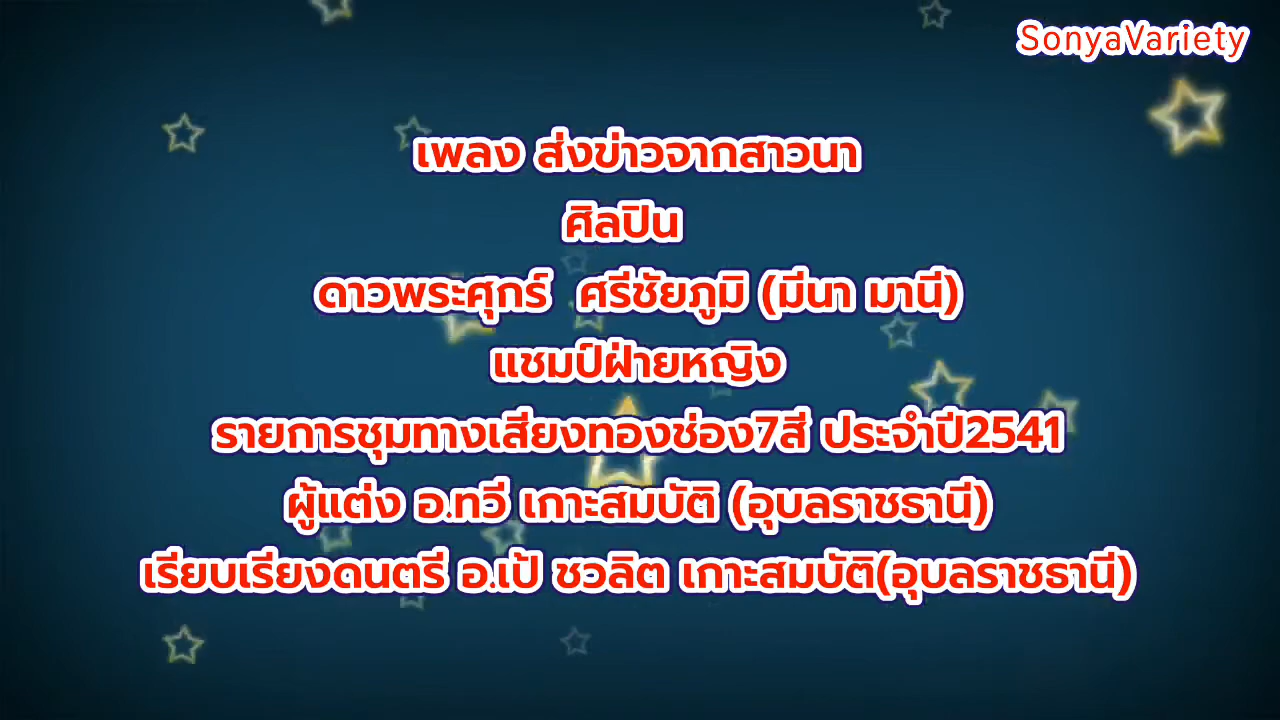 SonyaVariety
เพลง ส่งข่าวจากสาวนา
ศิลปิน
ดาวพระศุกร์ ศรีชัยภูมิ (มีนา มานี)
แชมป์ฝ่ายหญิง
รายการชุมทางเสียงทองช่อง7สี ประจำปี2541
ผู้แต่ง อ.ทวี เกาะสมบัติ (อุบลราชธานี)
เรียบเรียงดนตรี อ.เป้ ชวลิต เกาะสมบัติ(อุบลราชธานี)